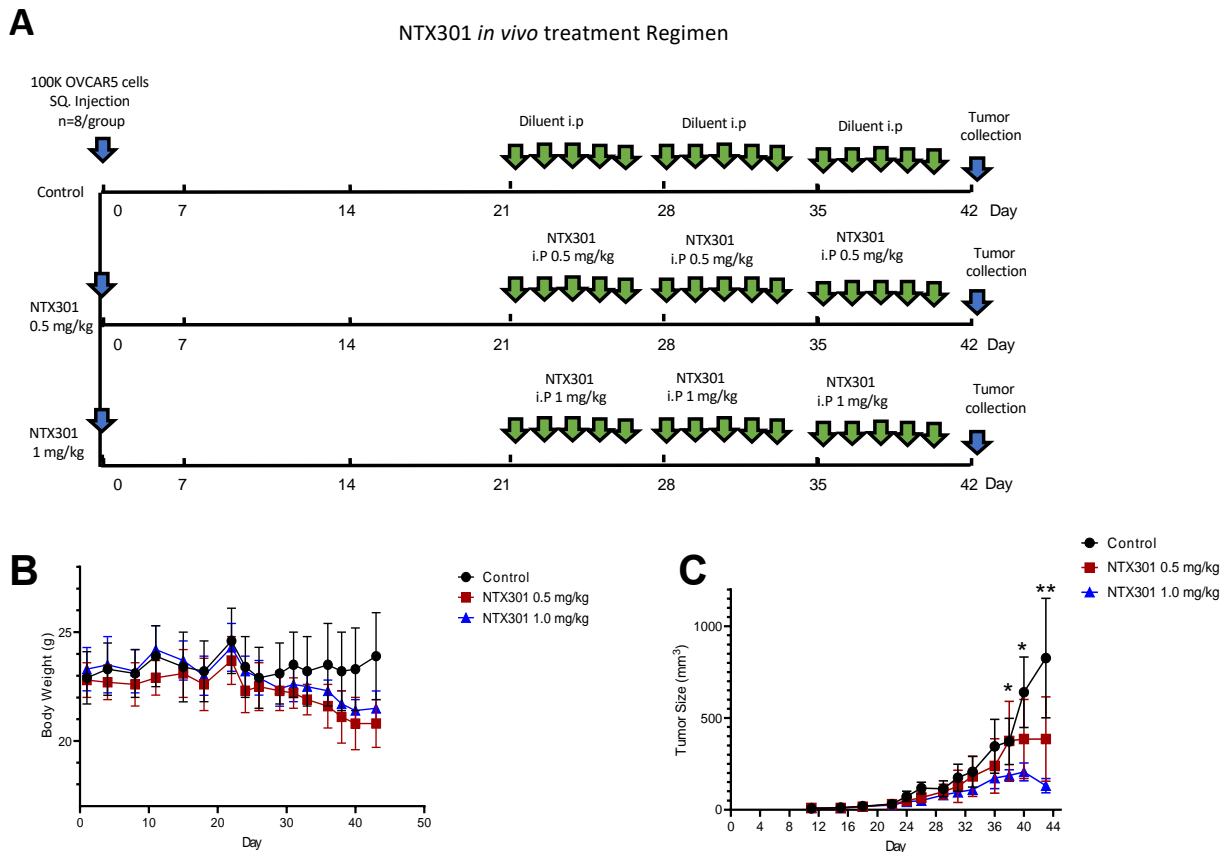 A
NTX301 in vivo treatment Regimen
100K OVCAR5 cells
SQ. Injection
n=8/group
Diluent i.p
Diluent i.p
Diluent i.p
Tumor
collection
Control
0 7 14 21 28 35 42 Day
NTX301
i.P 0.5 mg/kg
NTX301
i.P 0.5 mg/kg
NTX301
i.P 0.5 mg/kg
Tumor
collection
NTX301
0.5 mg/kg
0 7 14 21 28 35 42 Day
NTX301
i.P 1 mg/kg
NTX301
i.P 1 mg/kg
NTX301
i.P 1 mg/kg
Tumor
collection
NTX301
1 mg/kg
0 7 14 21 28 35 42 Day
B
Control
NTX301 0.5 mg/kg
NTX301 1.0 mg/kg
Body Weight (g)
25
20
0 10 20 30 40 50
Day
C
Control
NTX301 0.5 mg/kg
NTX301 1.0 mg/kg
**
*
*
Tumor Size (mm³)
1000
500
0
0 4 8 12 16 20 24 28 32 36 40 44
Day